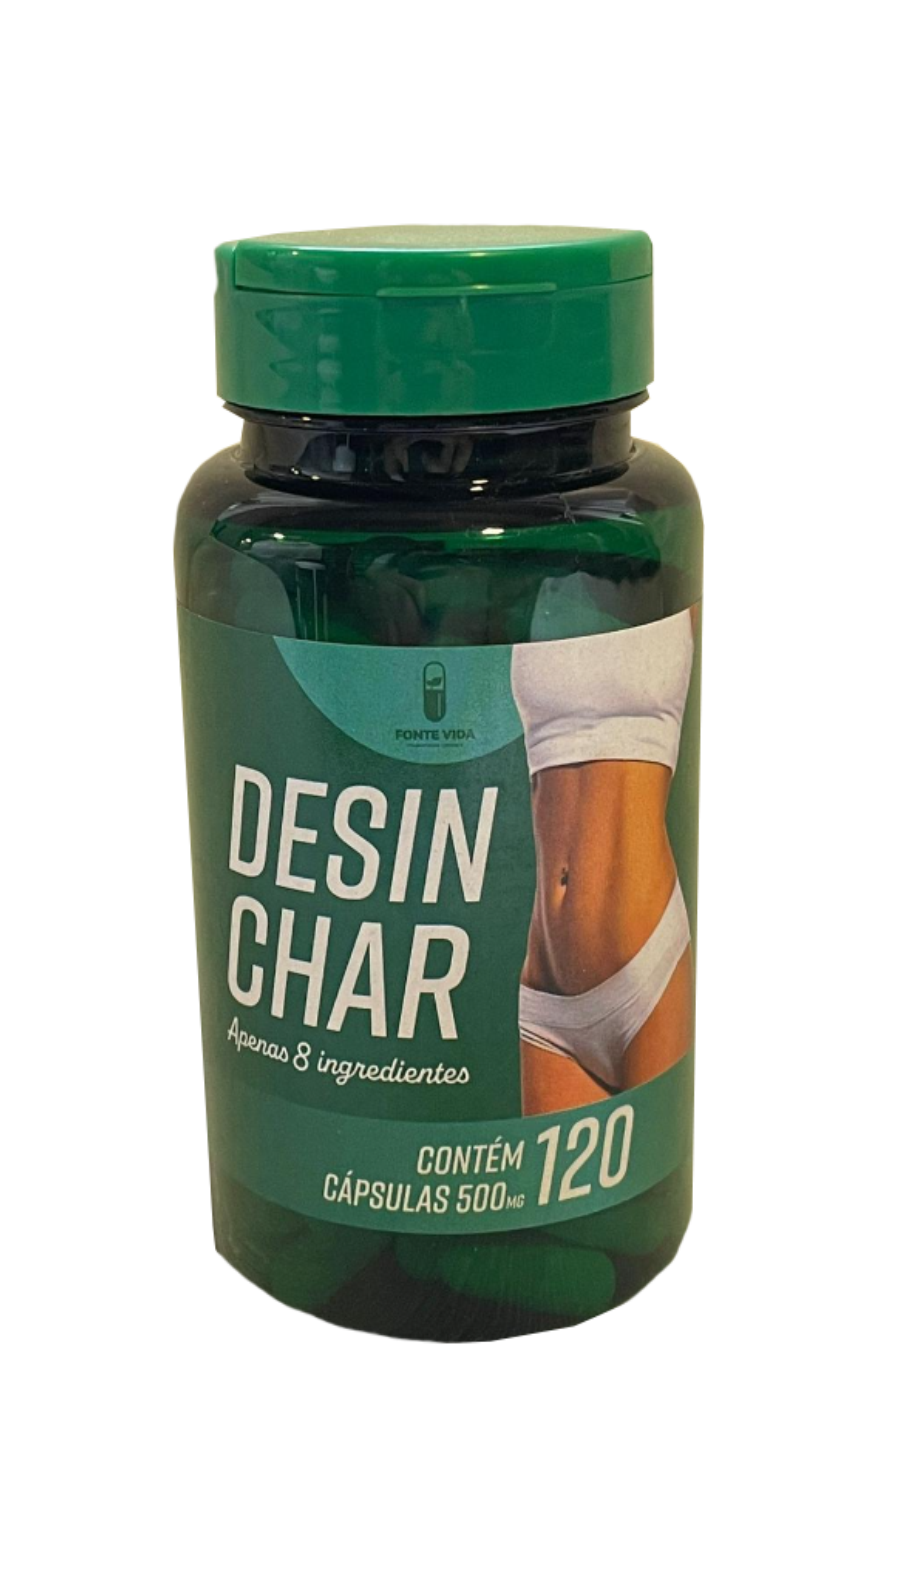 FONTE VIDA
DESIN
CHAR
Apenas 8 ingredientes
CONTÉM
CÁPSULAS 500MG 120